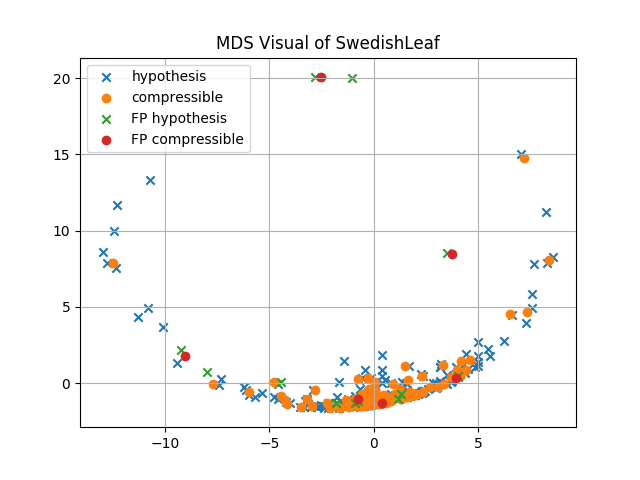 MDS Visual of SwedishLeaf
hypothesis
compressible
FP hypothesis
FP compressible
20
15
10
5
0
−10
−5
0
5